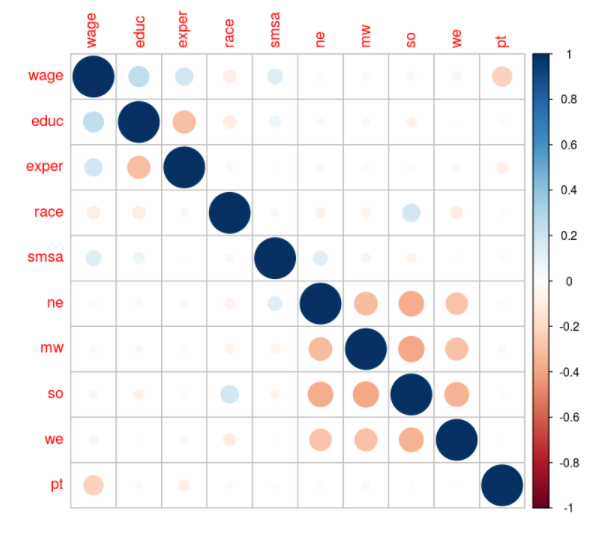 wage educ exper race smsa ne mw so we pt
wage
educ
exper
race
smsa
ne
mw
so
we
pt
1
0.8
0.6
0.4
0.2
0
-0.2
-0.4
-0.6
-0.8
-1